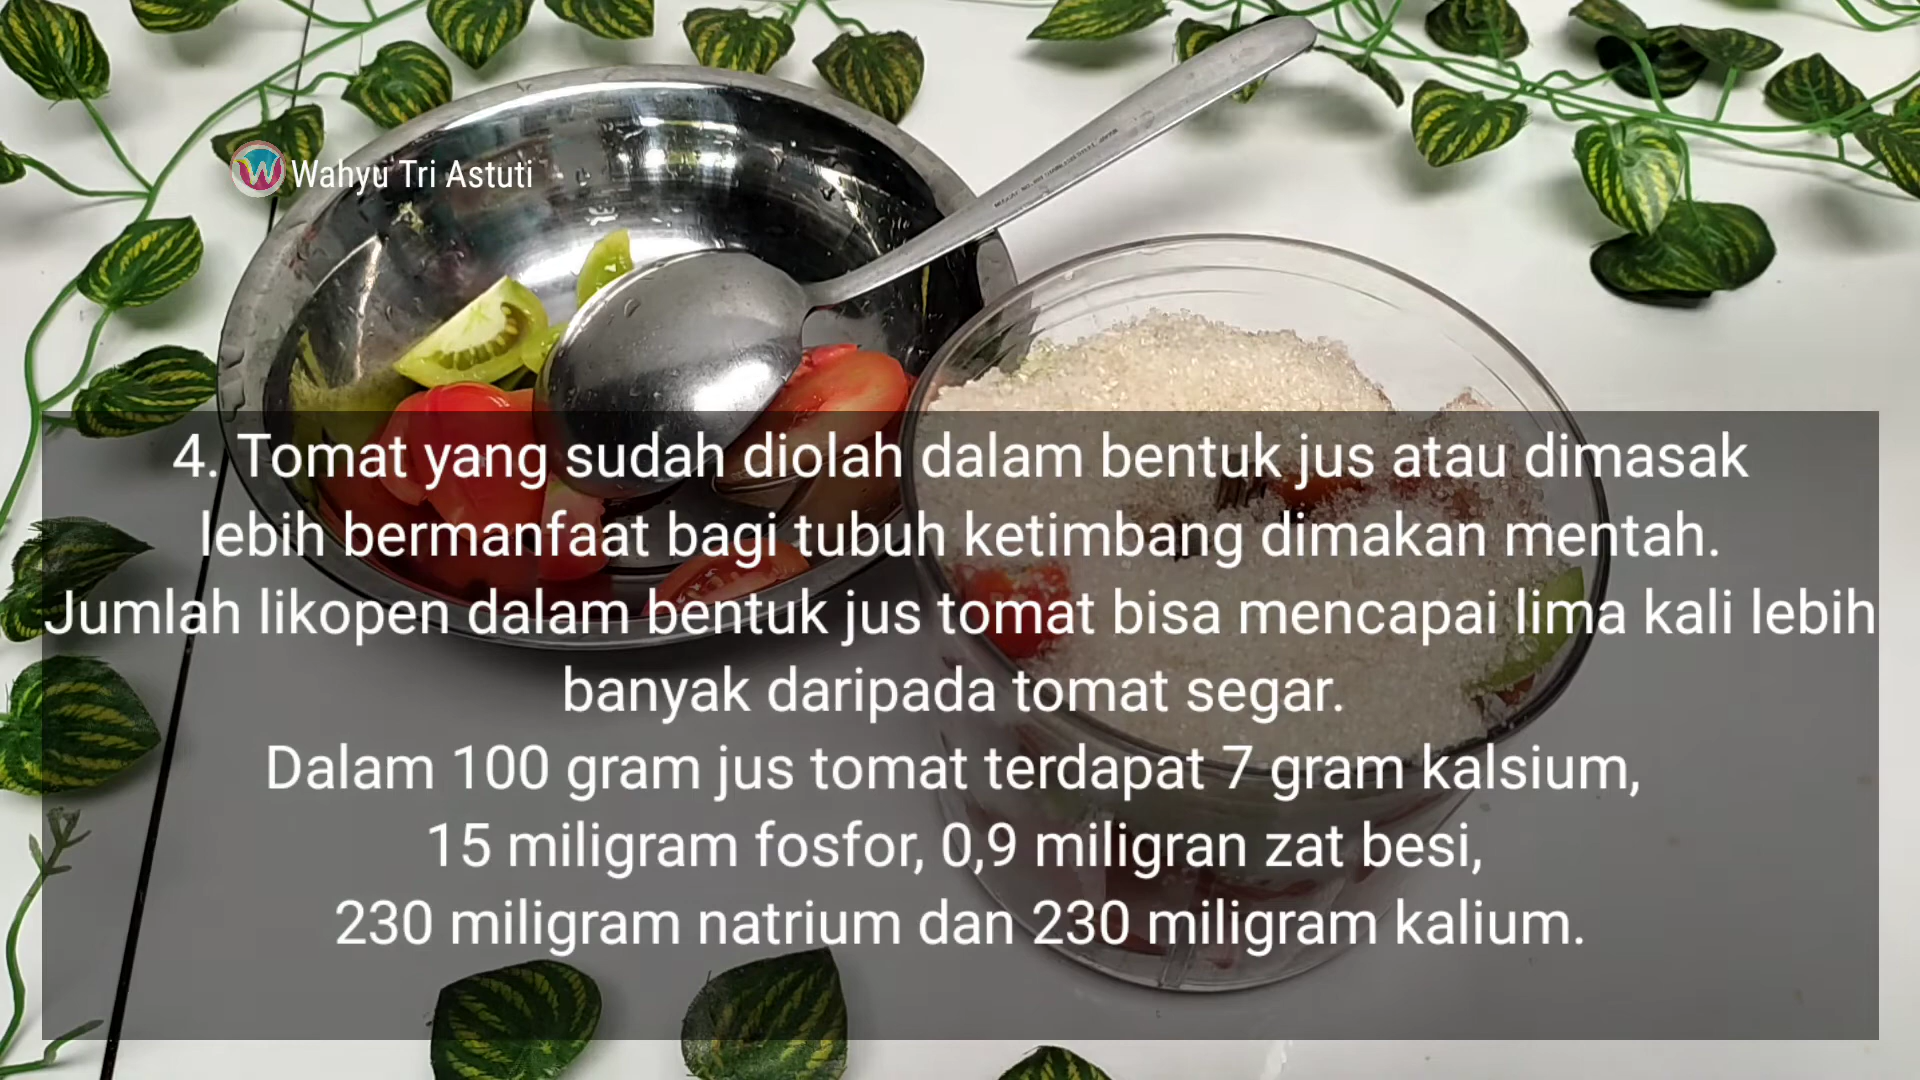 Wahyu Tri Astuti
4. Tomat yang sudah diolah dalam bentuk jus atau dimasak
lebih bermanfaat bagi tubuh ketimbang dimakan mentah.
Jumlah likopen dalam bentuk jus tomat bisa mencapai lima kali lebih
banyak daripada tomat segar.
Dalam 100 gram jus tomat terdapat 7 gram kalsium,
15 miligram fosfor, 0,9 miligran zat besi,
230 miligram natrium dan 230 miligram kalium.